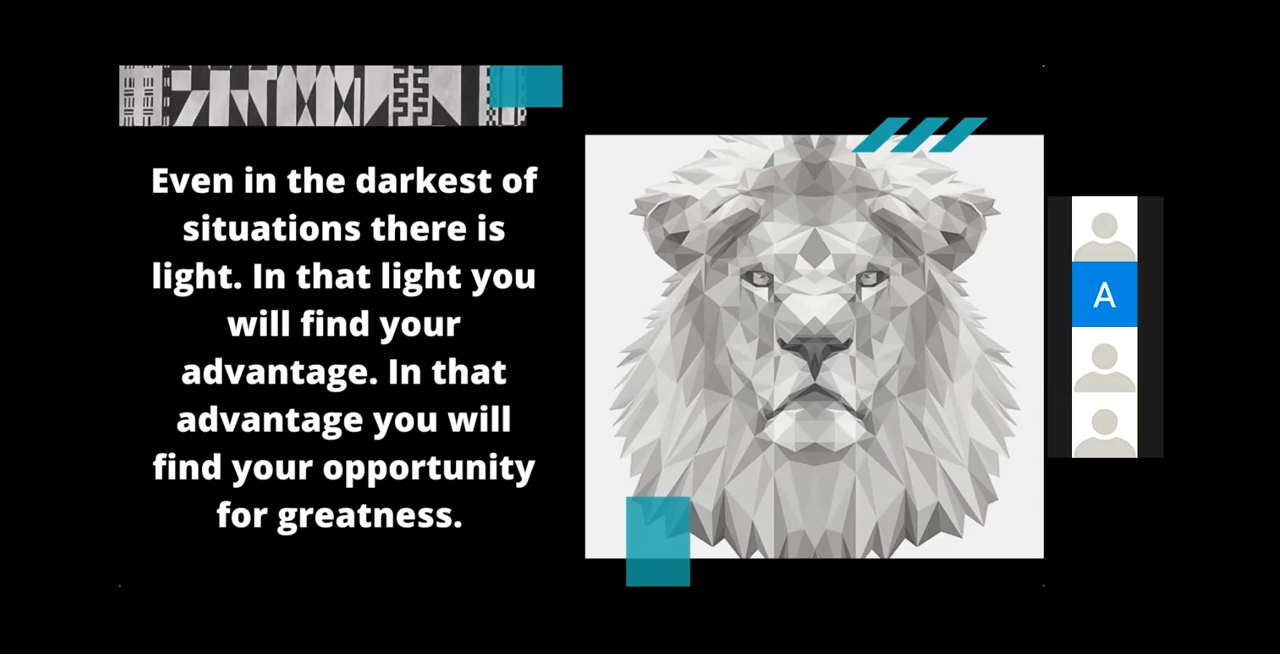 Even in the darkest of
situations there is
light. In that light you
will find your
advantage. In that
advantage you will
find your opportunity
for greatness.
A